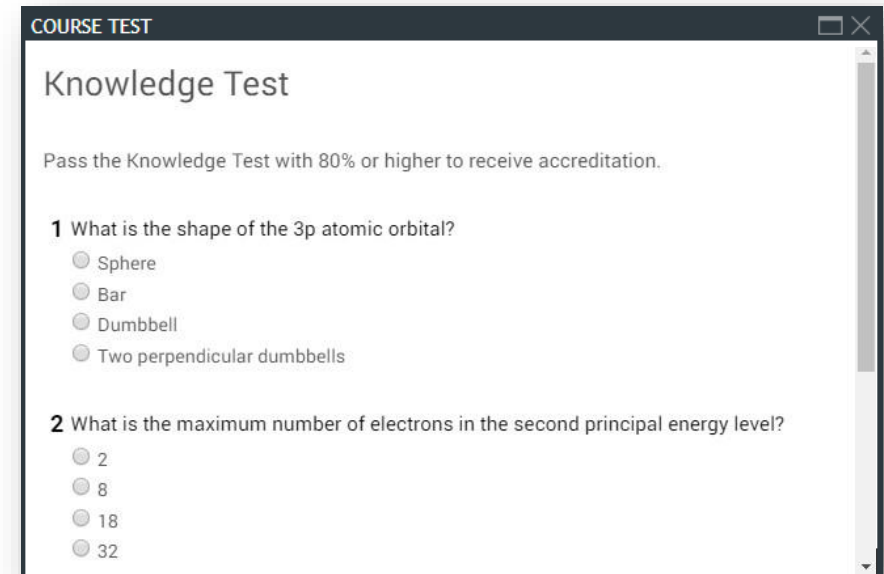 COURSE TEST
Knowledge Test
Pass the Knowledge Test with 80% or higher to receive accreditation.
1 What is the shape of the 3p atomic orbital?
Sphere
Bar
Dumbbell
Two perpendicular dumbbells
2 What is the maximum number of electrons in the second principal energy level?
2
8
18
32